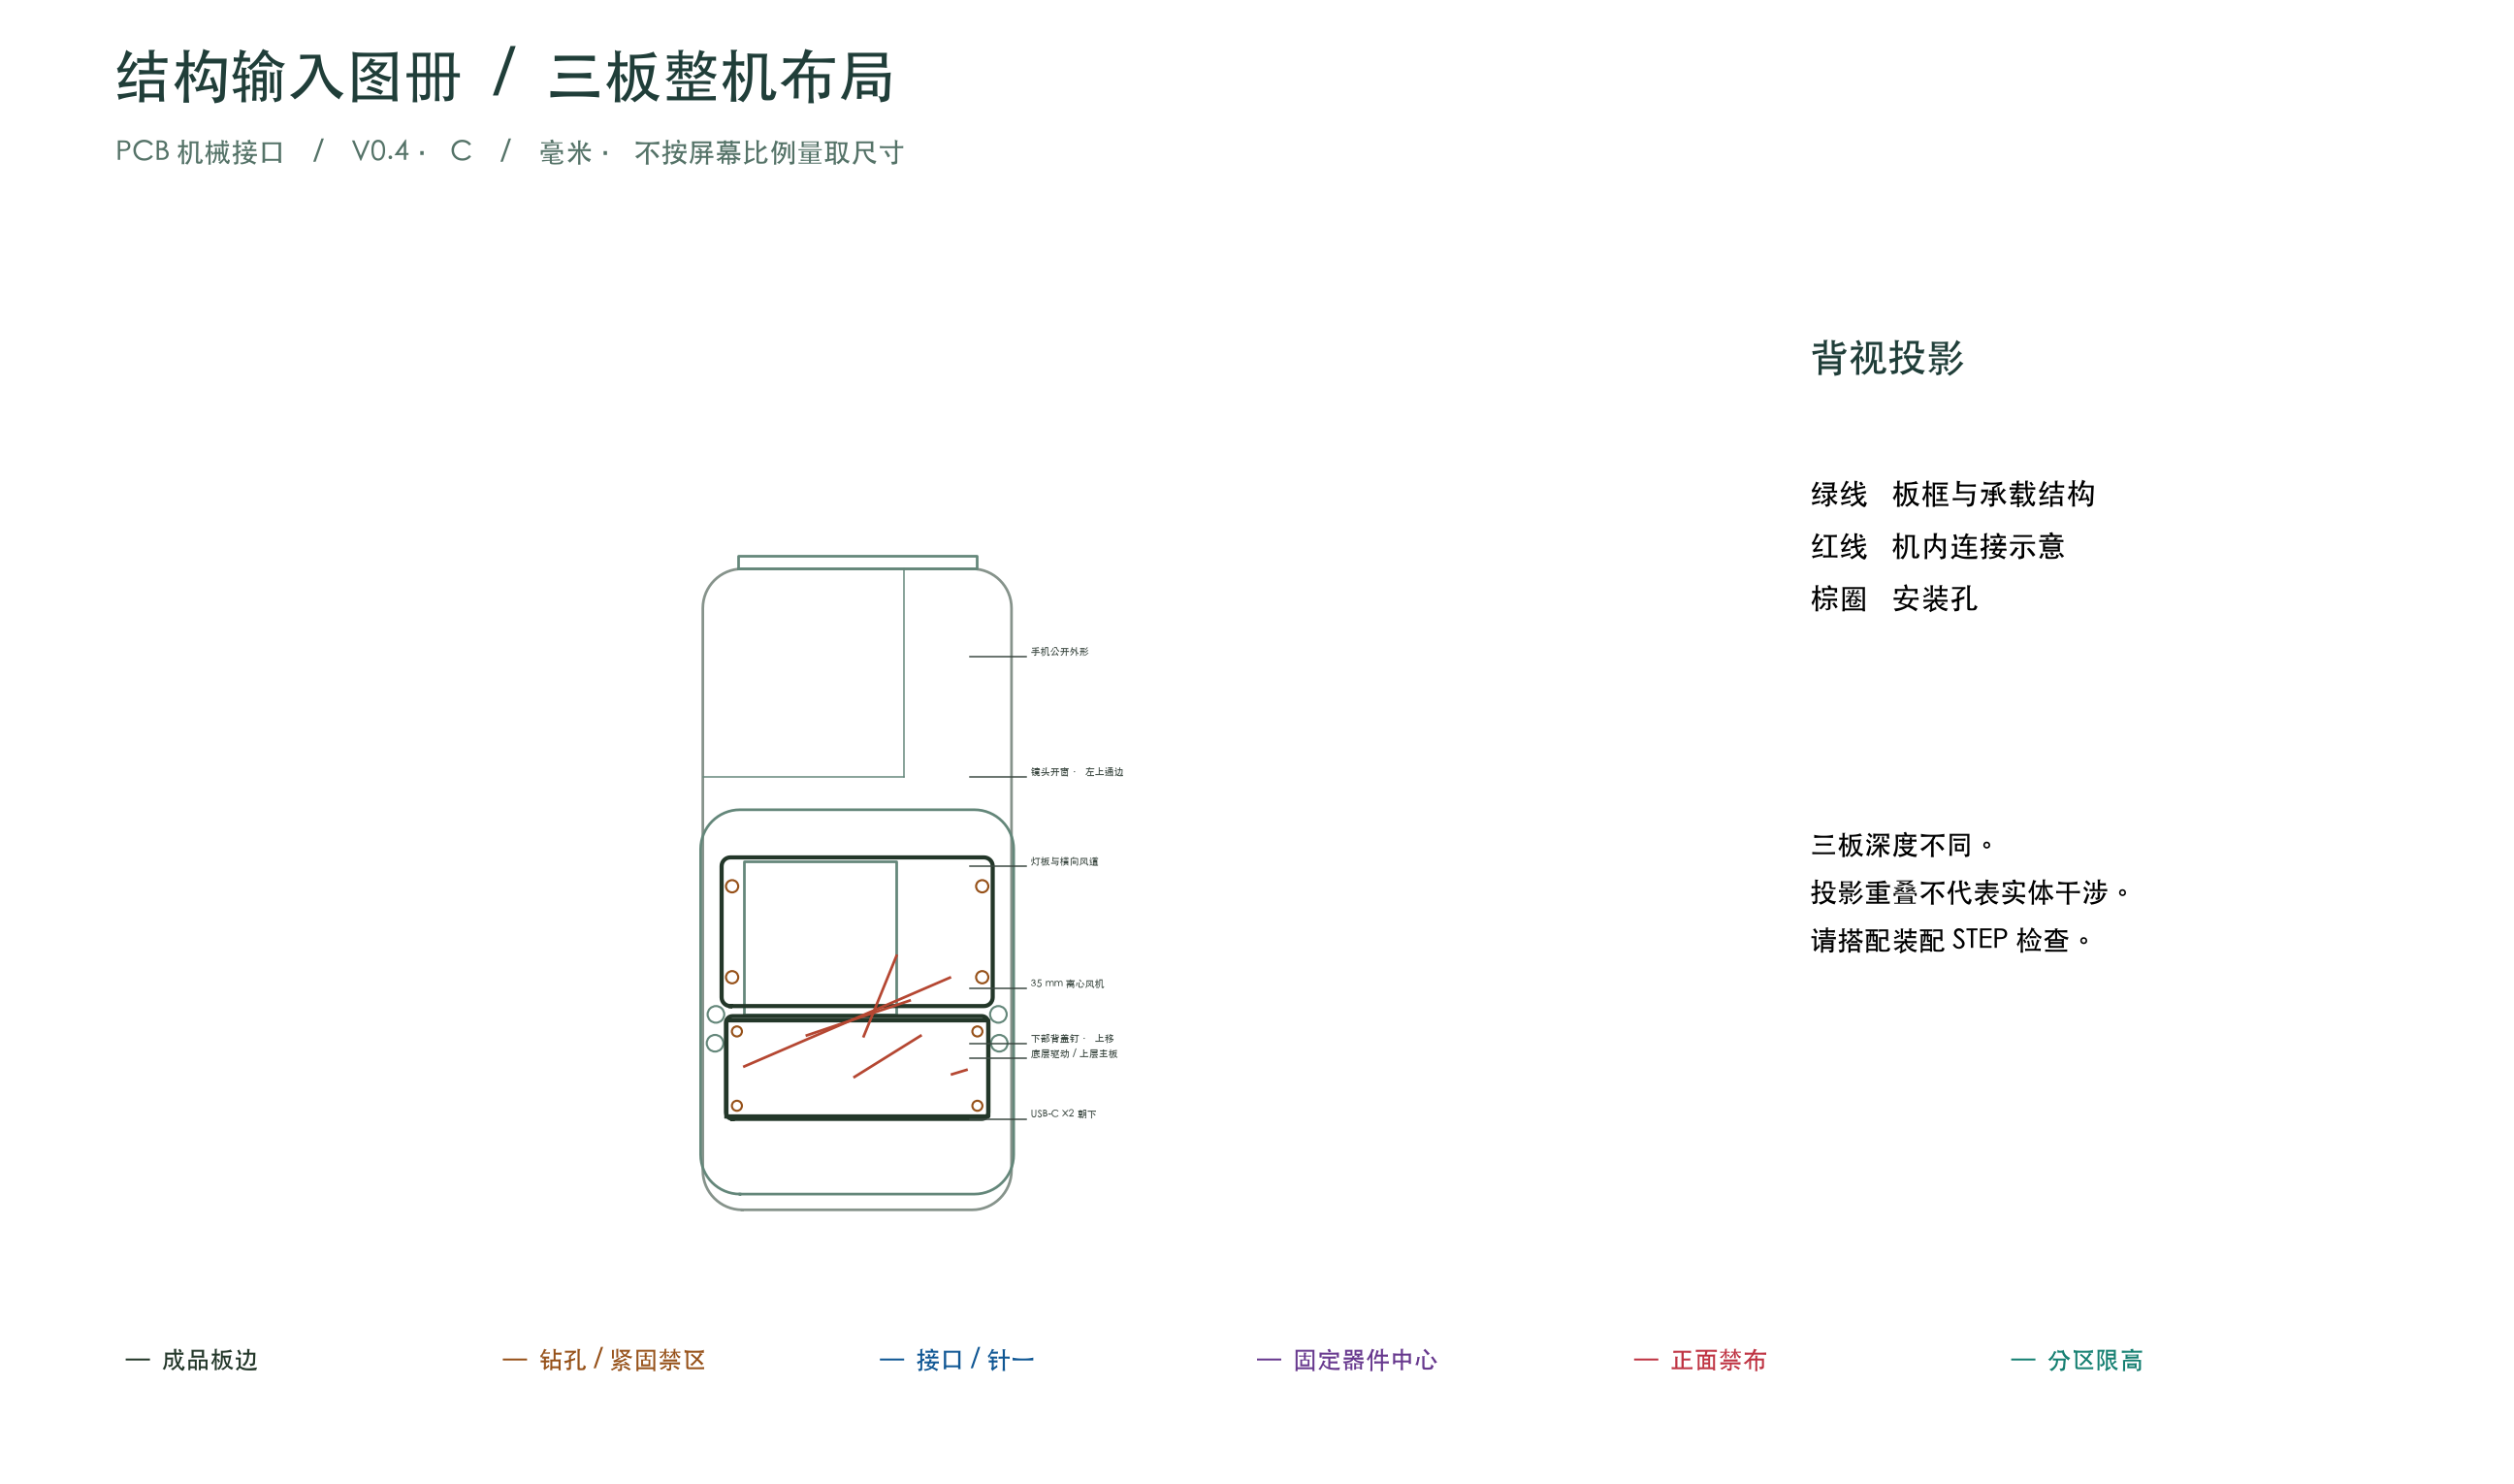 结构输入图册 / 三板整机布局
PCB 机械接口 / V0.4 · C / 毫米 · 不按屏幕比例量取尺寸
背视投影
绿线 板框与承载结构
红线 机内连接示意
棕圈 安装孔
手机公开外形
镜头开窗 · 左上通边
灯板与横向风道
35 mm 离心风机
下部背盖钉 · 上移
底层驱动 / 上层主板
USB-C X2 朝下
三板深度不同。
投影重叠不代表实体干涉。
请搭配装配 STEP 检查。
成品板边
钻孔 / 紧固禁区
接口 / 针一
固定器件中心
正面禁布
分区限高